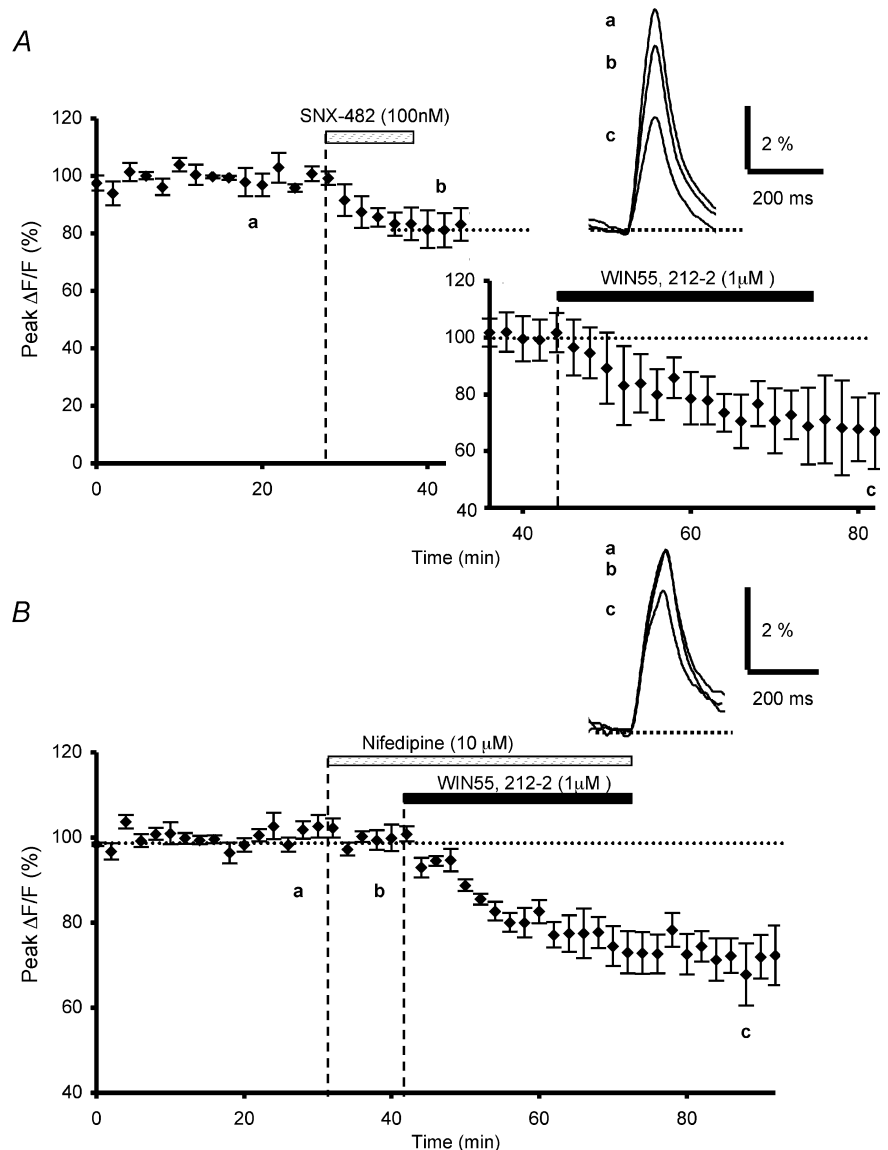 A
a
b
c
2 %
200 ms
SNX-482 (100nM)
120
100
80
60
40
20
0
Peak ΔF/F (%)
a
b
0
20
40
WIN55, 212-2 (1μM )
120
100
80
60
40
c
40
60
80
Time (min)
B
a
b
c
2 %
200 ms
Nifedipine (10 μM)
WIN55, 212-2 (1μM )
120
100
80
60
40
Peak ΔF/F (%)
a
b
c
0
20
40
60
80
Time (min)